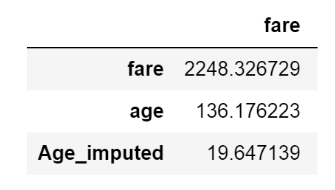 fare
fare 2248.326729
age 136.176223
Age_imputed 19.647139